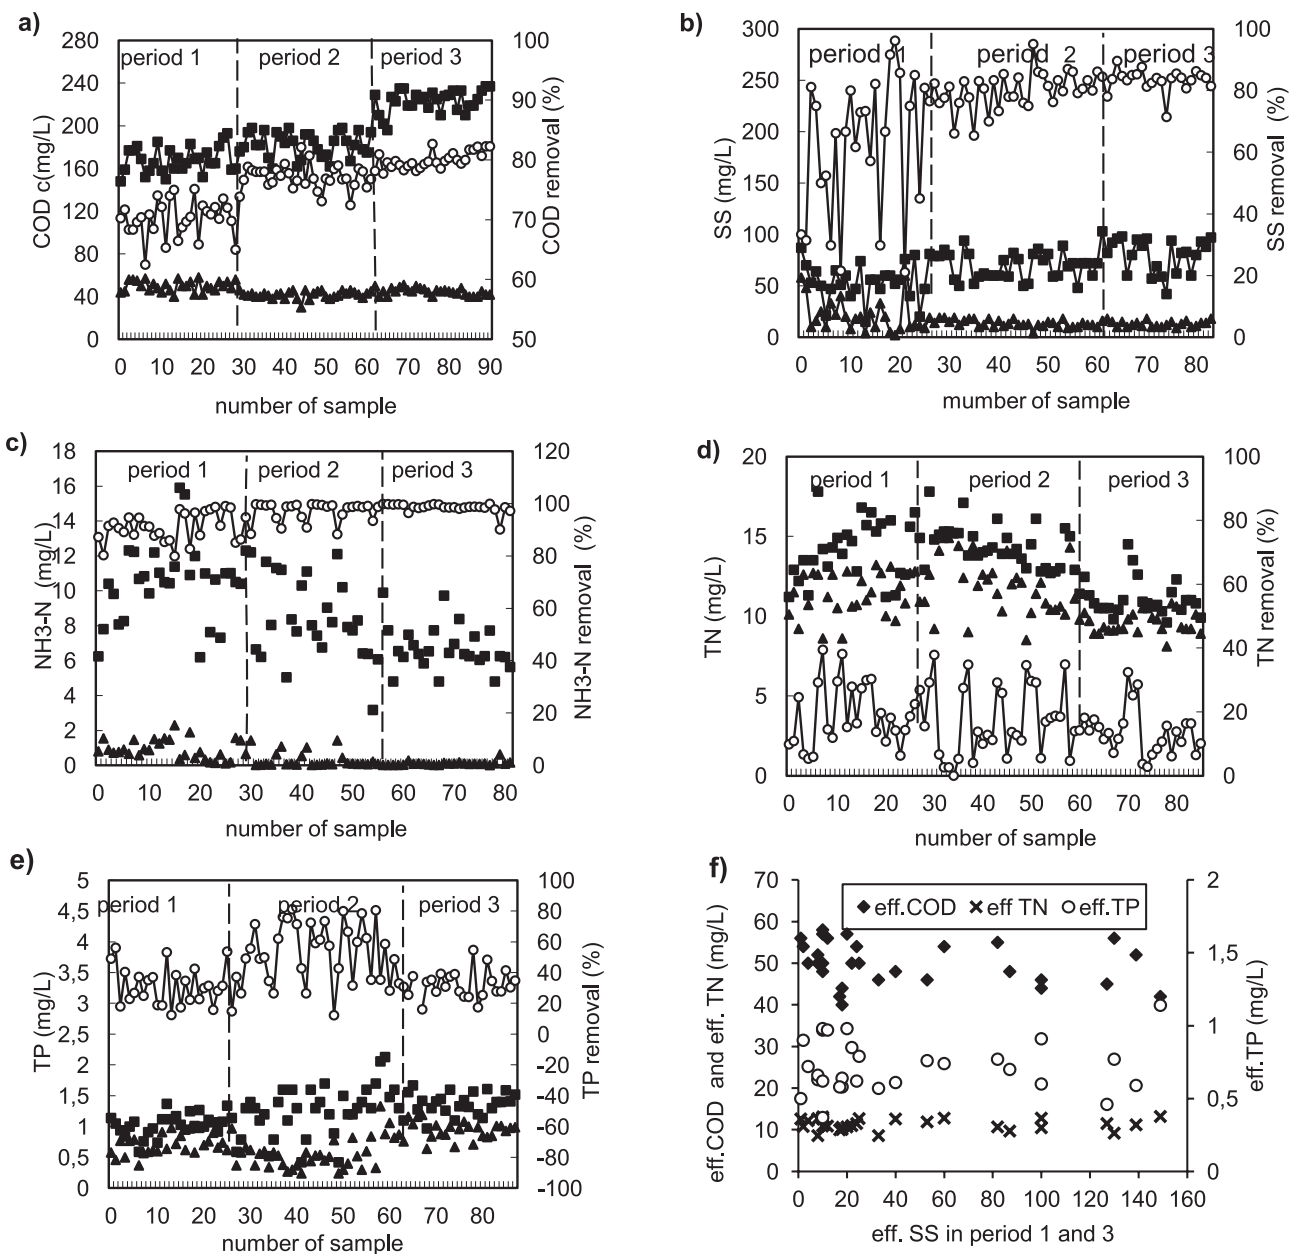 a)
280
240
200
160
120
80
40
0
COD c(mg/L)
period 1
period 2
period 3
100
90
80
70
60
50
COD removal (%)
0 10 20 30 40 50 60 70 80 90
number of sample
b)
300
250
200
150
100
50
0
SS (mg/L)
period 1
period 2
period 3
100
80
60
40
20
0
SS removal (%)
0 10 20 30 40 50 60 70 80
mumber of sample
c)
18
16
14
12
10
8
6
4
2
0
NH3-N (mg/L)
period 1
period 2
period 3
120
100
80
60
40
20
0
NH3-N removal (%)
0 10 20 30 40 50 60 70 80
number of sample
d)
20
15
10
5
0
TN (mg/L)
period 1
period 2
period 3
100
80
60
40
20
0
TN removal (%)
0 10 20 30 40 50 60 70 80
number of sample
e)
5
4,5
4
3,5
3
2,5
2
1,5
1
0,5
0
TP (mg/L)
period 1
period 2
period 3
100
80
60
40
20
0
-20
-40
-60
-80
-100
TP removal (%)
0 10 20 30 40 50 60 70 80
number of sample
f)
70
60
50
40
30
20
10
0
eff.COD and eff. TN (mg/L)
eff.COD eff TN eff.TP
2
1,5
1
0,5
0
eff.TP (mg/L)
0 20 40 60 80 100 120 140 160
eff. SS in period 1 and 3